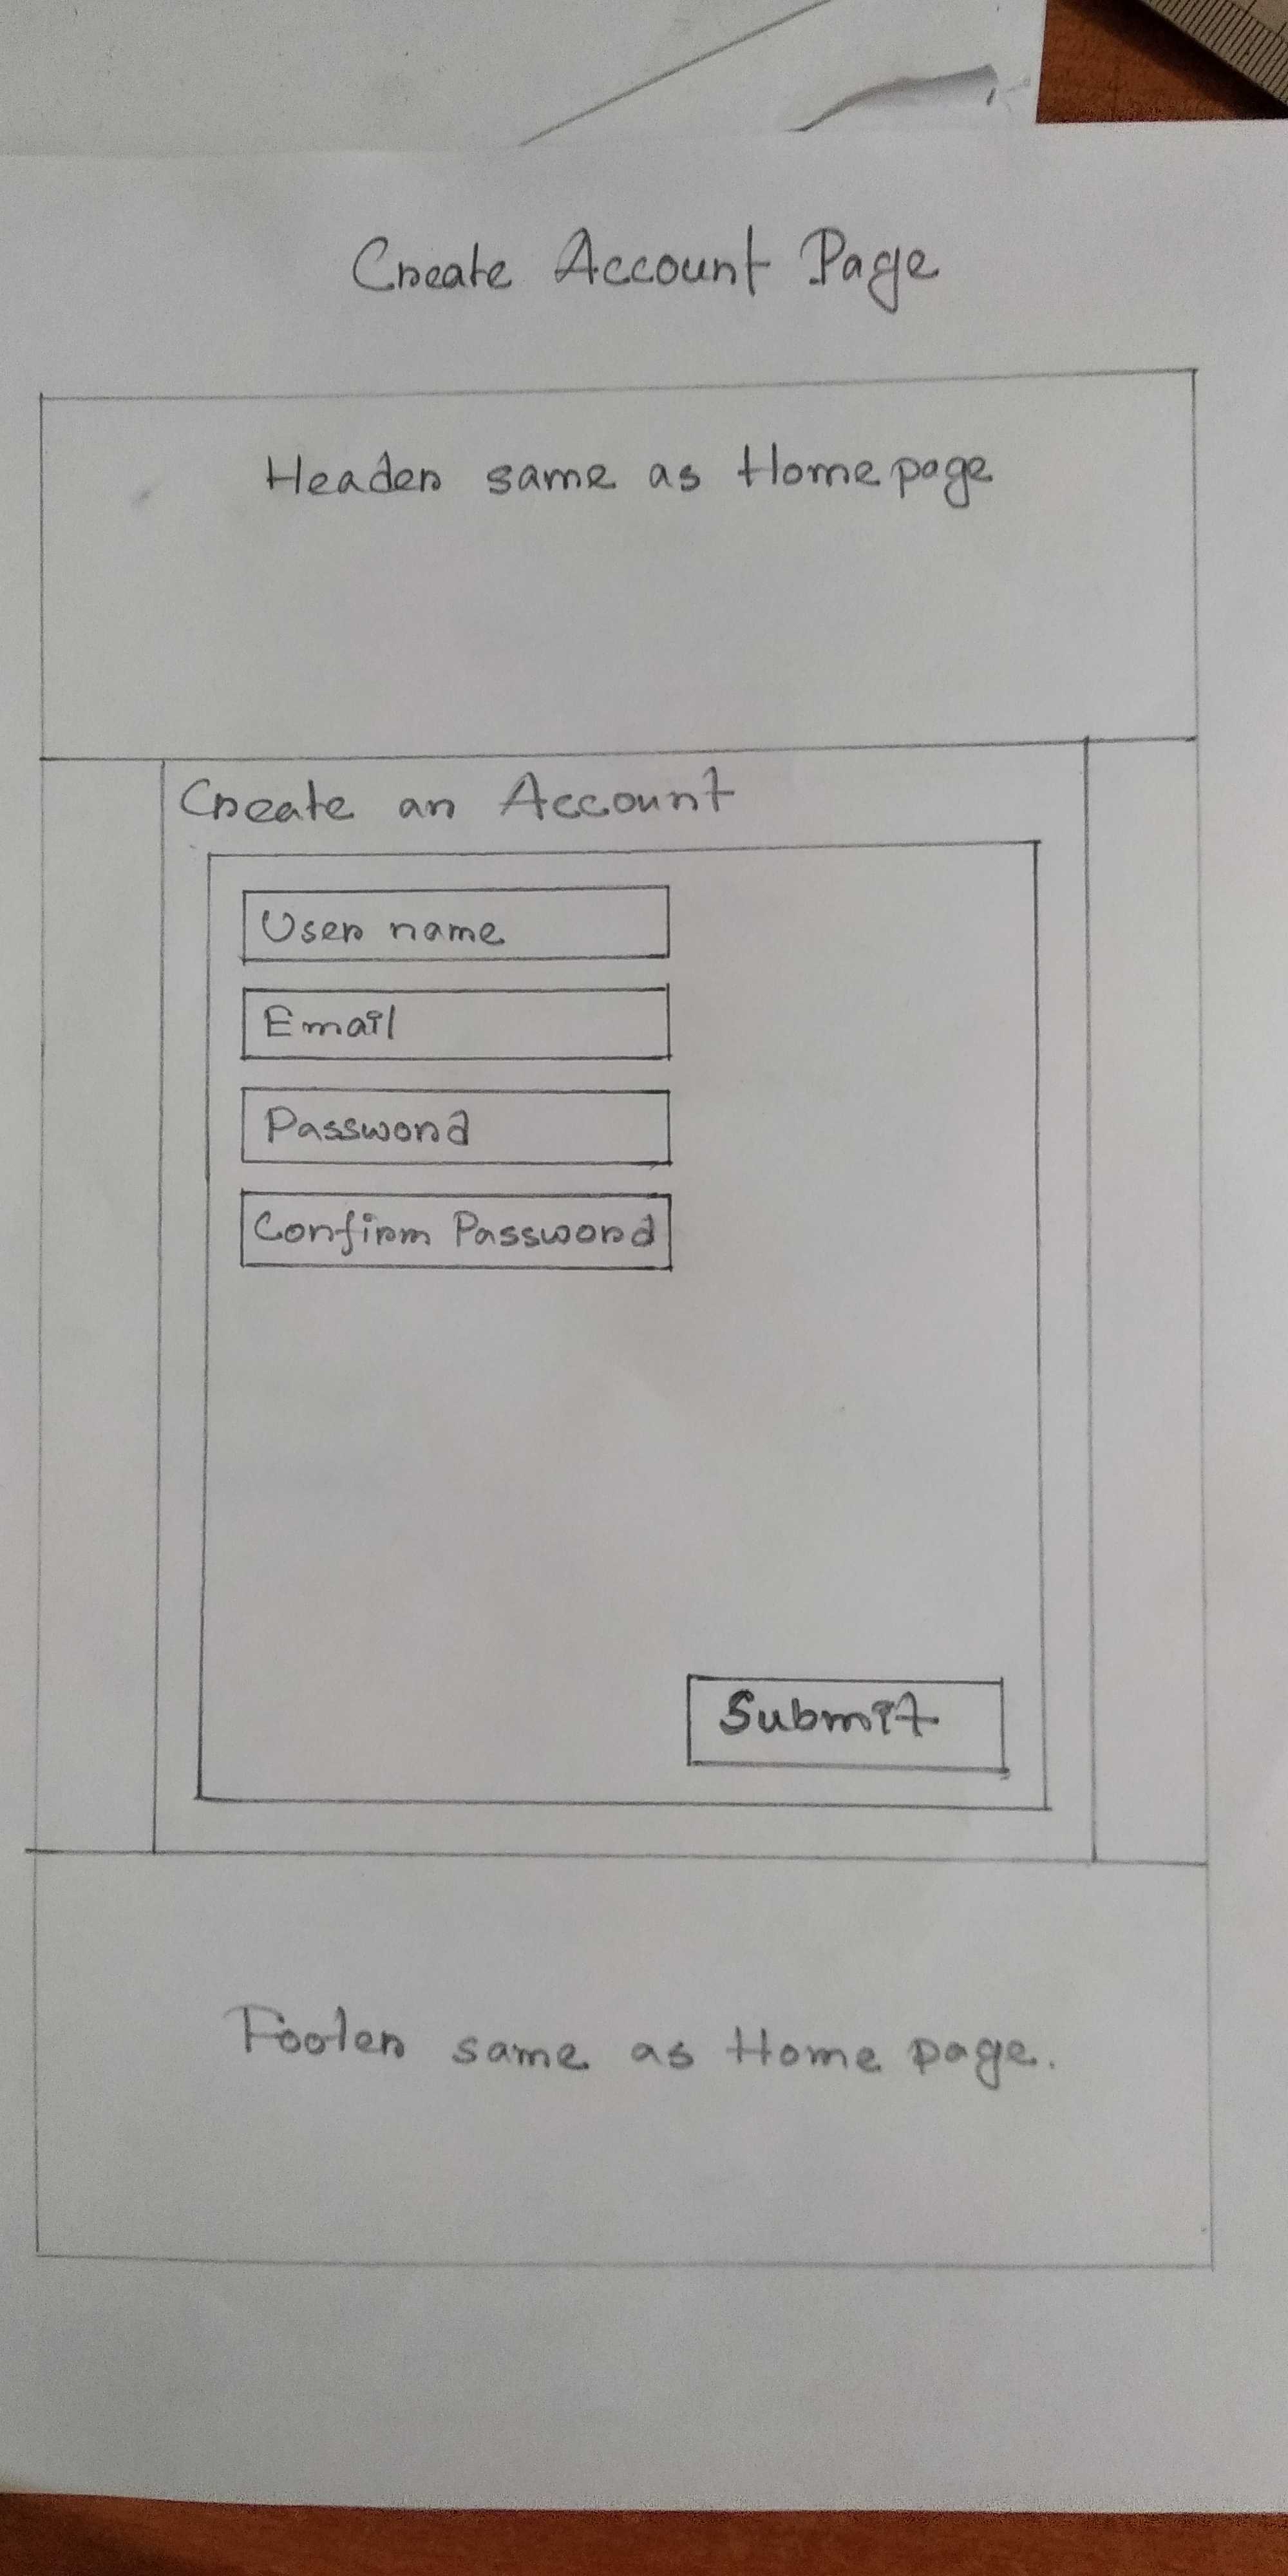 Create Account Page
Header same as Homepage
Create an Account
User name
Email
Password
Confirm Password
Submit
Footer same as Home page.